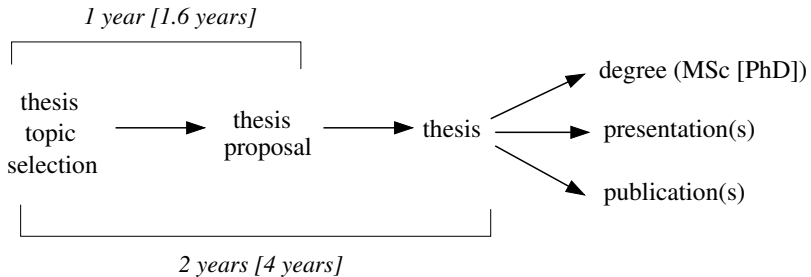 1 year [1.6 years]
thesis
topic
selection
thesis
proposal
thesis
degree (MSc [PhD])
presentation(s)
publication(s)
2 years [4 years]